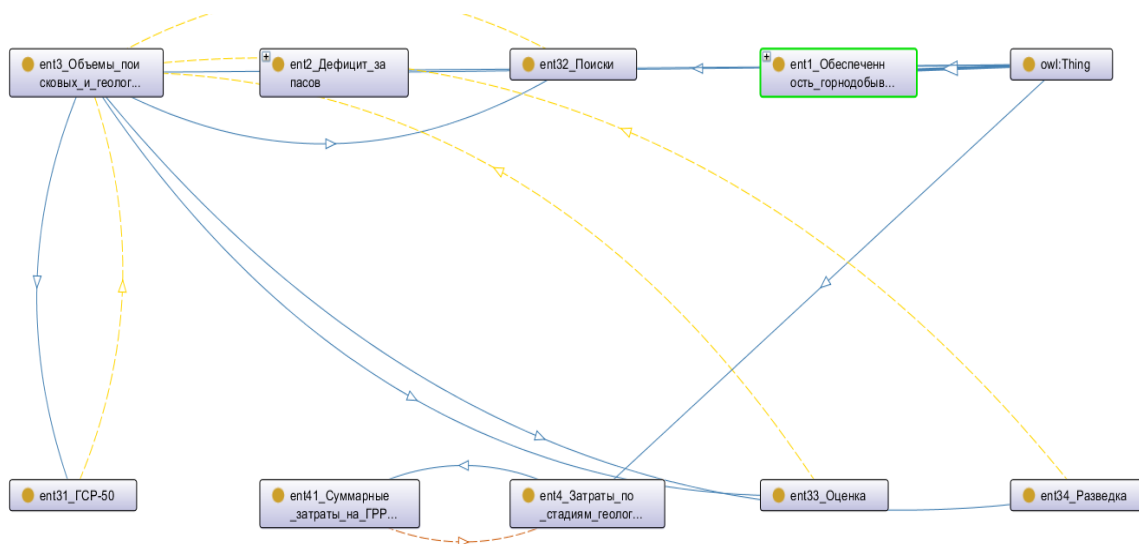 ent3_Объемы_пои
сковых_и_геолог...
ent2_Дефицит_за
пасов
ent32_Поиски
ent1_Обеспеченн
ость_горнодобыв...
owl:Thing
ent31_ГСР-50
ent41_Суммарные
_затраты_на_ГРР...
ent4_Затраты_по
_стадиям_геолог...
ent33_Оценка
ent34_Разведка